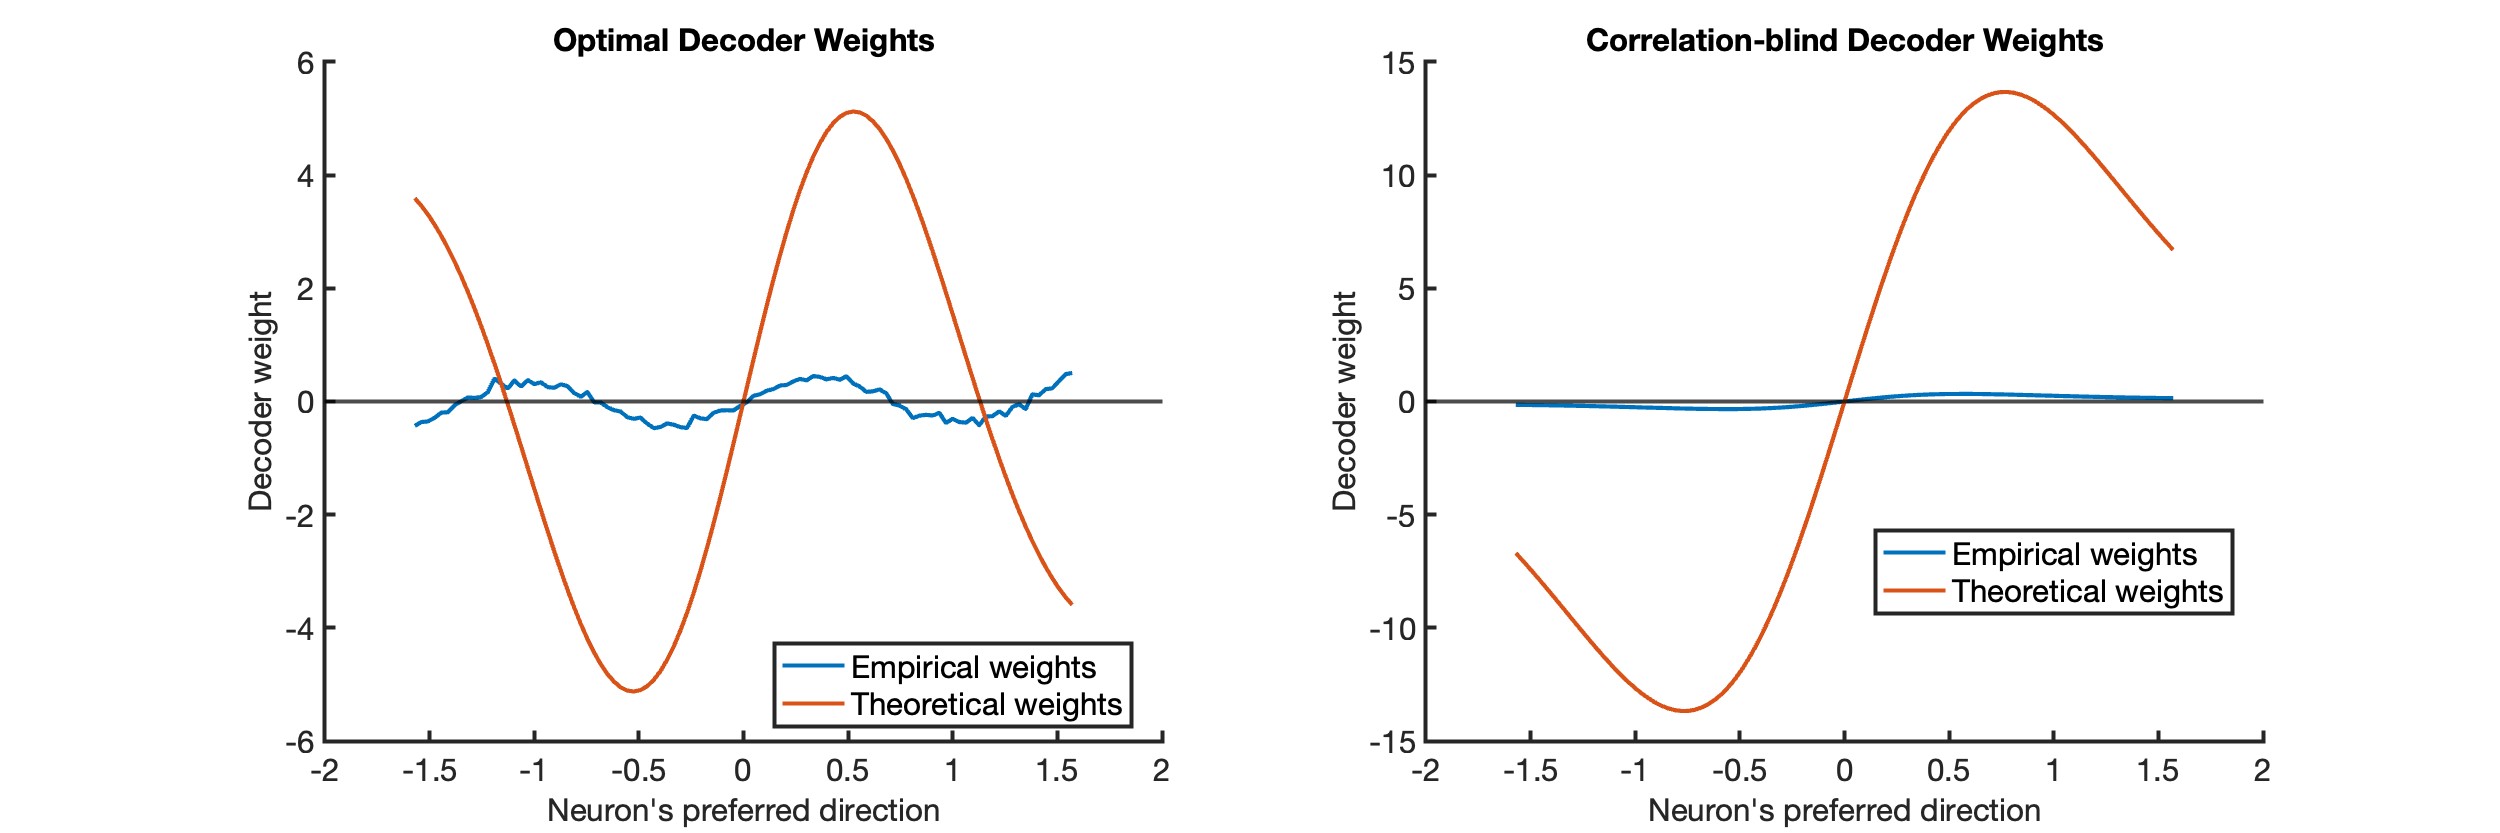 Optimal Decoder Weights
6
4
2
0
-2
-4
-6
Decoder weight
Empirical weights
Theoretical weights
-2 -1.5 -1 -0.5 0 0.5 1 1.5 2
Neuron's preferred direction
Correlation-blind Decoder Weights
15
10
5
0
-5
-10
-15
Decoder weight
Empirical weights
Theoretical weights
-2 -1.5 -1 -0.5 0 0.5 1 1.5 2
Neuron's preferred direction